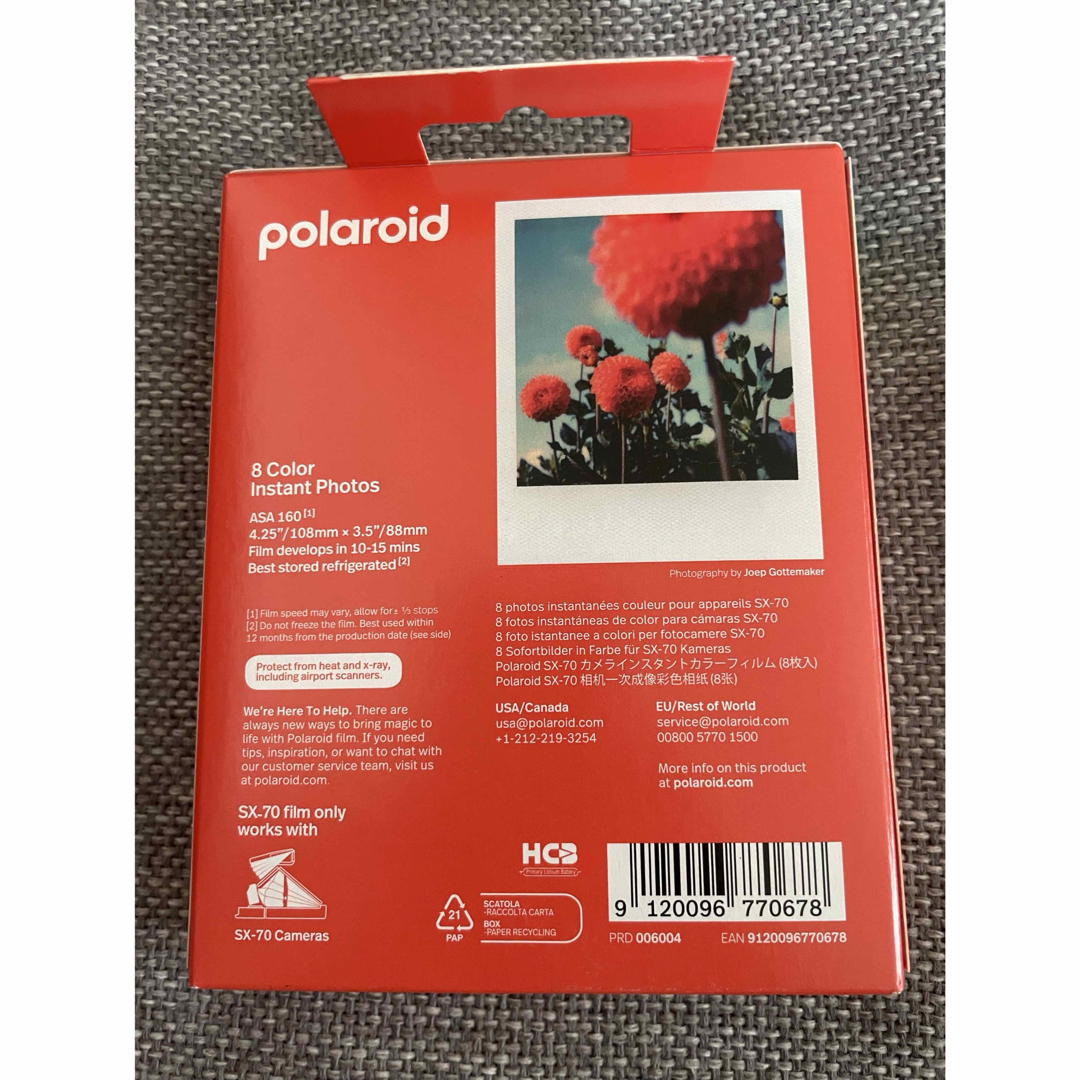 polaroid
8 Color
Instant Photos
ASA 160 [1]
4.25”/108mm × 3.5”/88mm
Film develops in 10-15 mins
Best stored refrigerated [2]
[1] Film speed may vary, allow for ± ⅓ stops
[2] Do not freeze the film. Best used within
12 months from the production date (see side)
Protect from heat and x-ray,
including airport scanners.
We’re Here To Help. There are
always new ways to bring magic to
life with Polaroid film. If you need
tips, inspiration, or want to chat with
our customer service team, visit us
at polaroid.com.
SX-70 film only
works with
SX-70 Cameras
Photography by Joep Gottemaker
8 photos instantanées couleur pour appareils SX-70
8 fotos instantáneas de color para cámaras SX-70
8 foto istantanee a colori per fotocamere SX-70
8 Sofortbilder in Farbe für SX-70 Kameras
Polaroid SX-70 カメラインスタントカラーフィルム (8枚入)
Polaroid SX-70 相机一次成像彩色相纸 (8张)
USA/Canada
usa@polaroid.com
+1-212-219-3254
EU/Rest of World
service@polaroid.com
00800 5770 1500
More info on this product
at polaroid.com
HCB
Primary Lithium Battery
21
PAP
SCATOLA
-RACCOLTA CARTA
BOX
-PAPER RECYCLING
9 120096 770678
PRD 006004 EAN 9120096770678